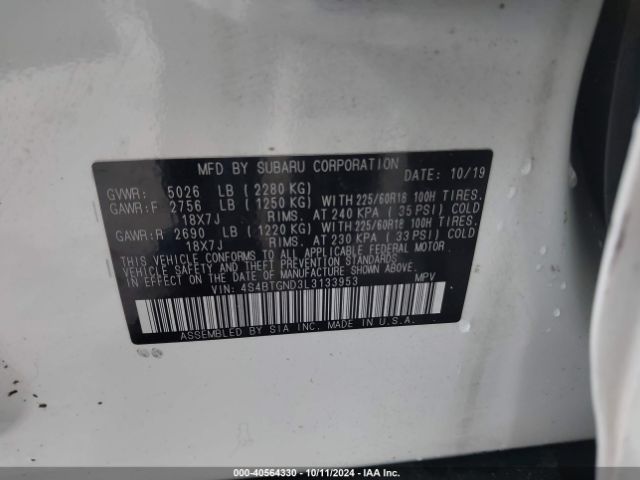 MFD BY SUBARU CORPORATION DATE: 10/19
GVWR: 5026 LB ( 2280 KG)
GAWR:F 2756 LB ( 1250 KG) WITH 225/60R18 100H TIRES.
18X7J RIMS. AT 240 KPA ( 35 PSI) COLD
GAWR:R 2690 LB ( 1220 KG) WITH 225/60R18 100H TIRES.
18X7J RIMS. AT 230 KPA ( 33 PSI) COLD
THIS VEHICLE CONFORMS TO ALL APPLICABLE FEDERAL MOTOR
VEHICLE SAFETY AND BUMPER STANDARDS
IN EFFECT ON THE DATE OF MANUFACTURE SHOWN ABOVE.
VIN: 4S4BTGND3L3133953 MPV
ASSEMBLED BY SIA INC. MADE IN U.S.A.
000-40564330 - 10/11/2024 - IAA Inc.